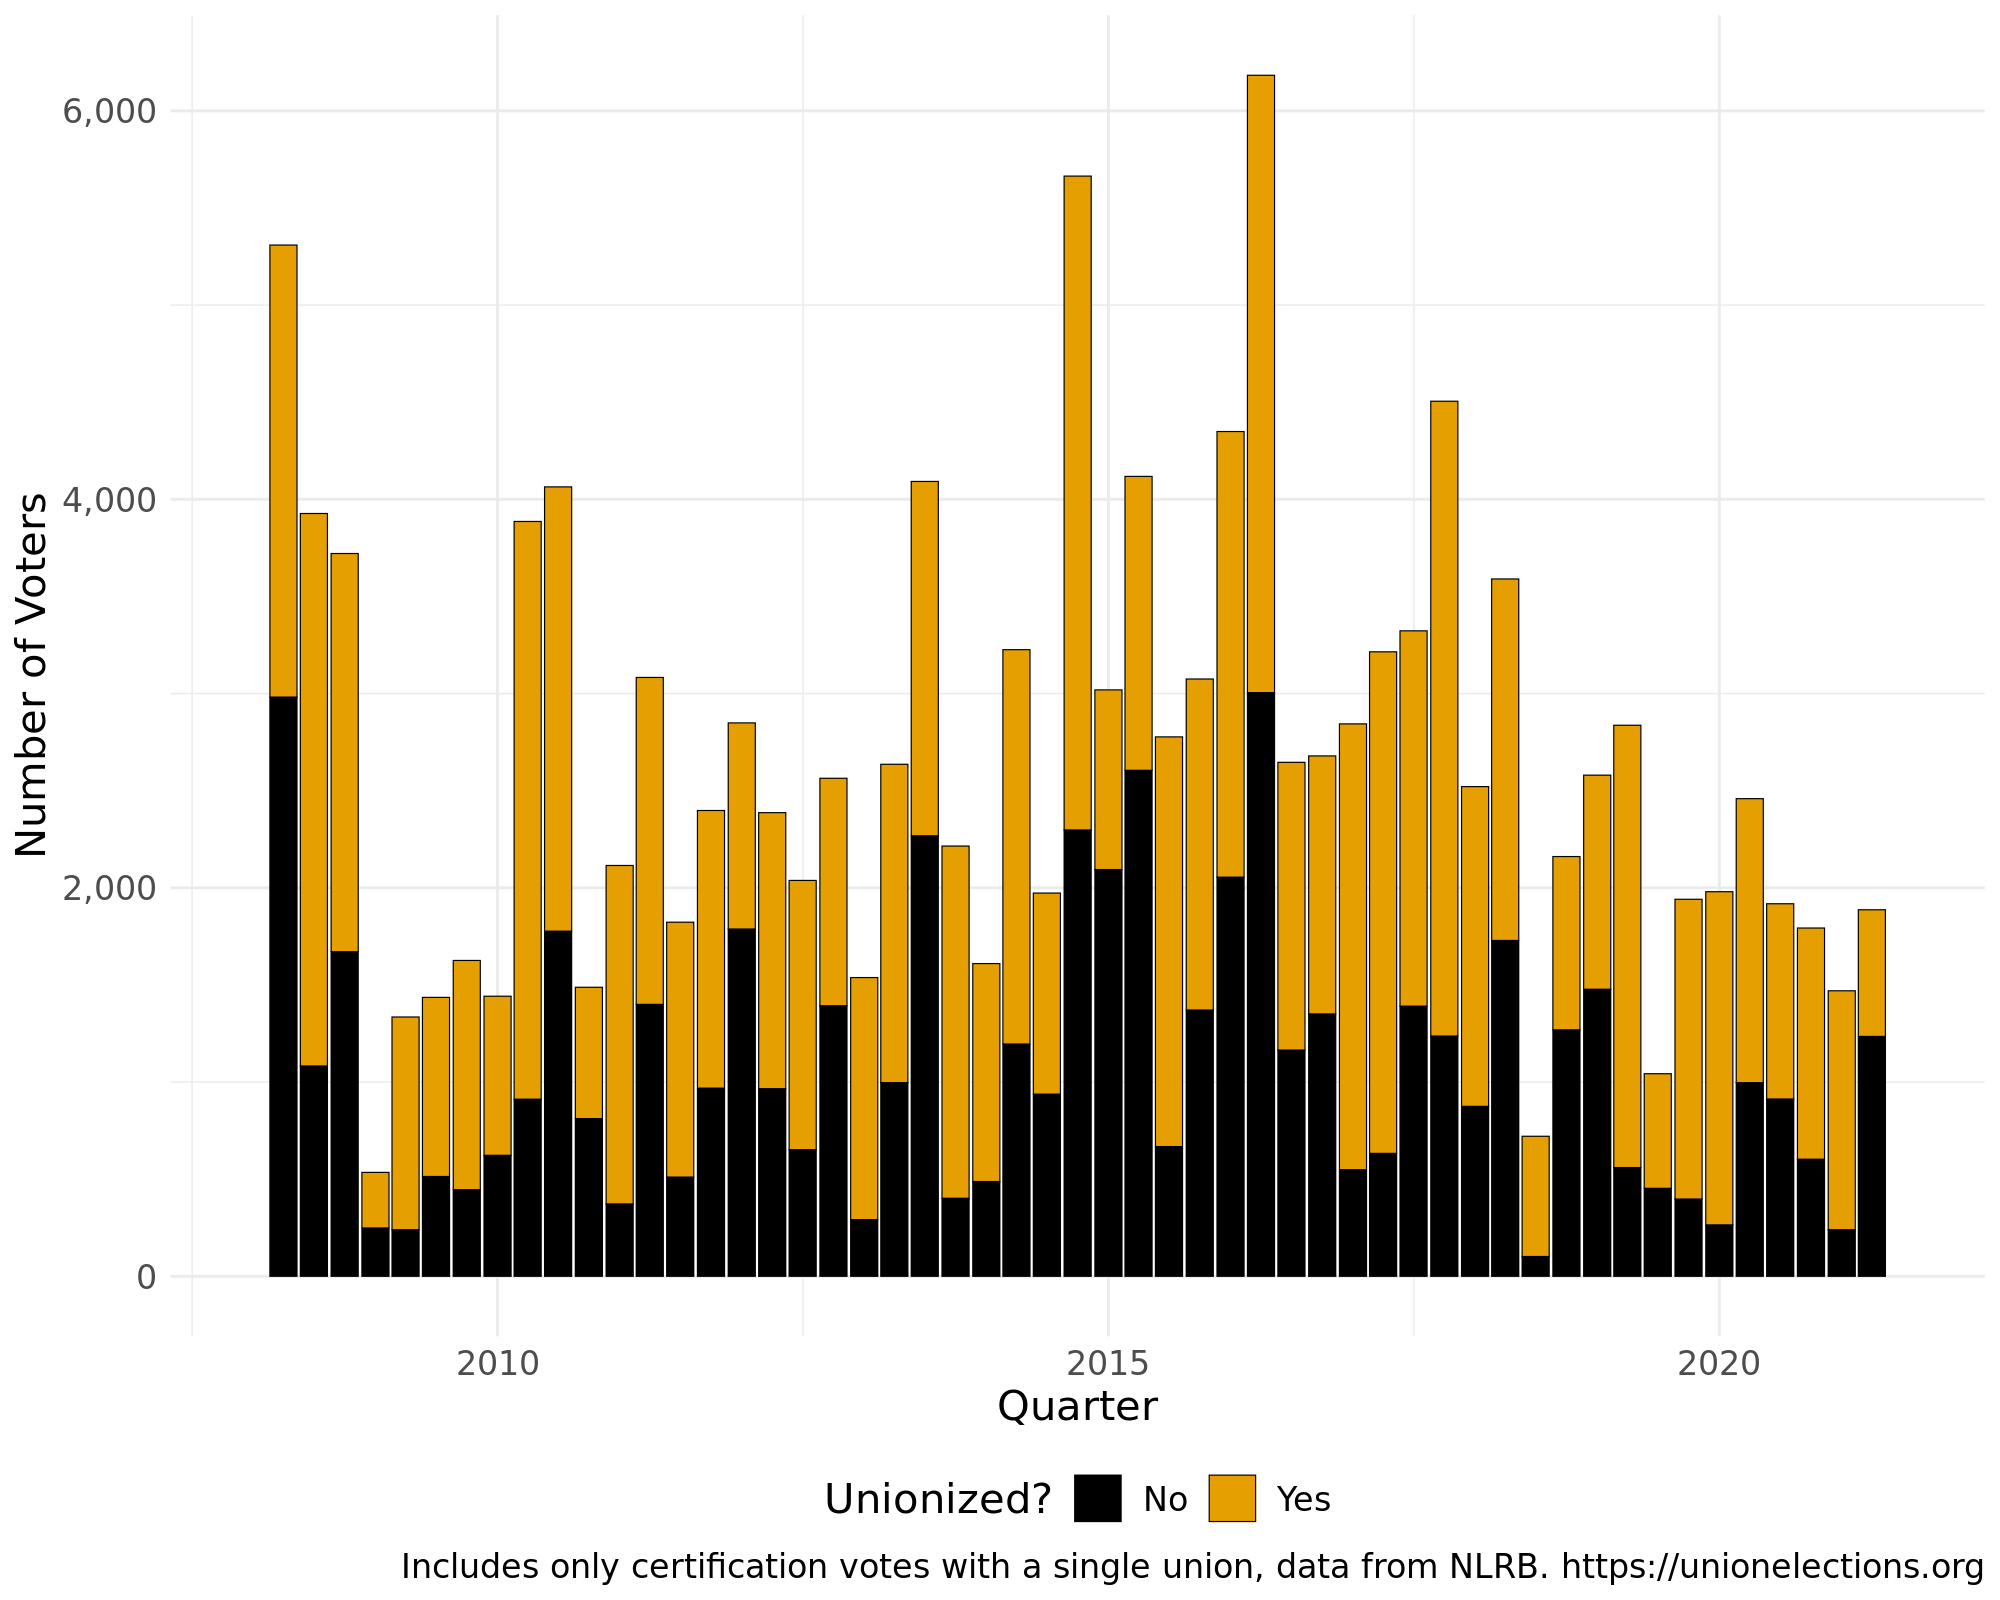 6,000
4,000
2,000
0
Number of Voters
2010 2015 2020
Quarter
Unionized? No Yes
Includes only certification votes with a single union, data from NLRB. https://unionelections.org